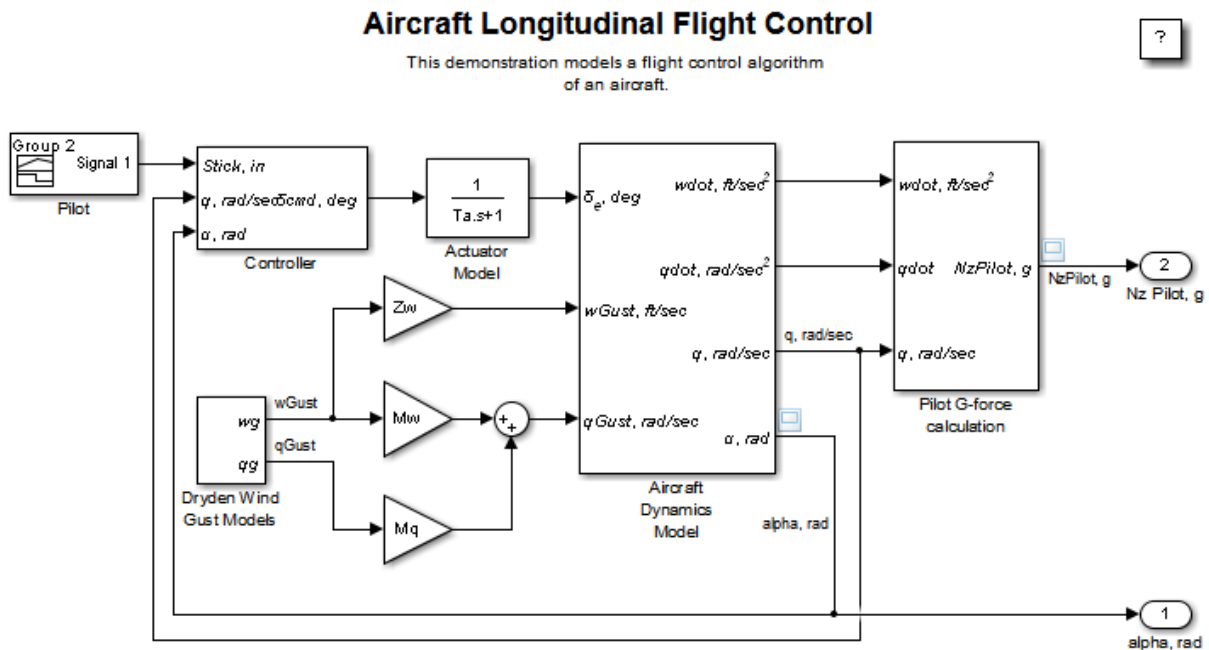 Aircraft Longitudinal Flight Control
?
This demonstration models a flight control algorithm
of an aircraft.
Group 2
Signal 1
Pilot
Stick, in
q, rad/secδcmd, deg
α, rad
Controller
1
Ta.s+1
Actuator
Model
Zw
Mw
Mq
wg
qg
wGust
qGust
Dryden Wind
Gust Models
+
+
δe, deg
wGust, ft/sec
qGust, rad/sec
wdot, ft/sec²
qdot, rad/sec²
q, rad/sec
α, rad
Aircraft
Dynamics
Model
q, rad/sec
alpha, rad
wdot, ft/sec²
qdot
NzPilot, g
q, rad/sec
Pilot G-force
calculation
NzPilot, g
2
Nz Pilot, g
1
alpha, rad